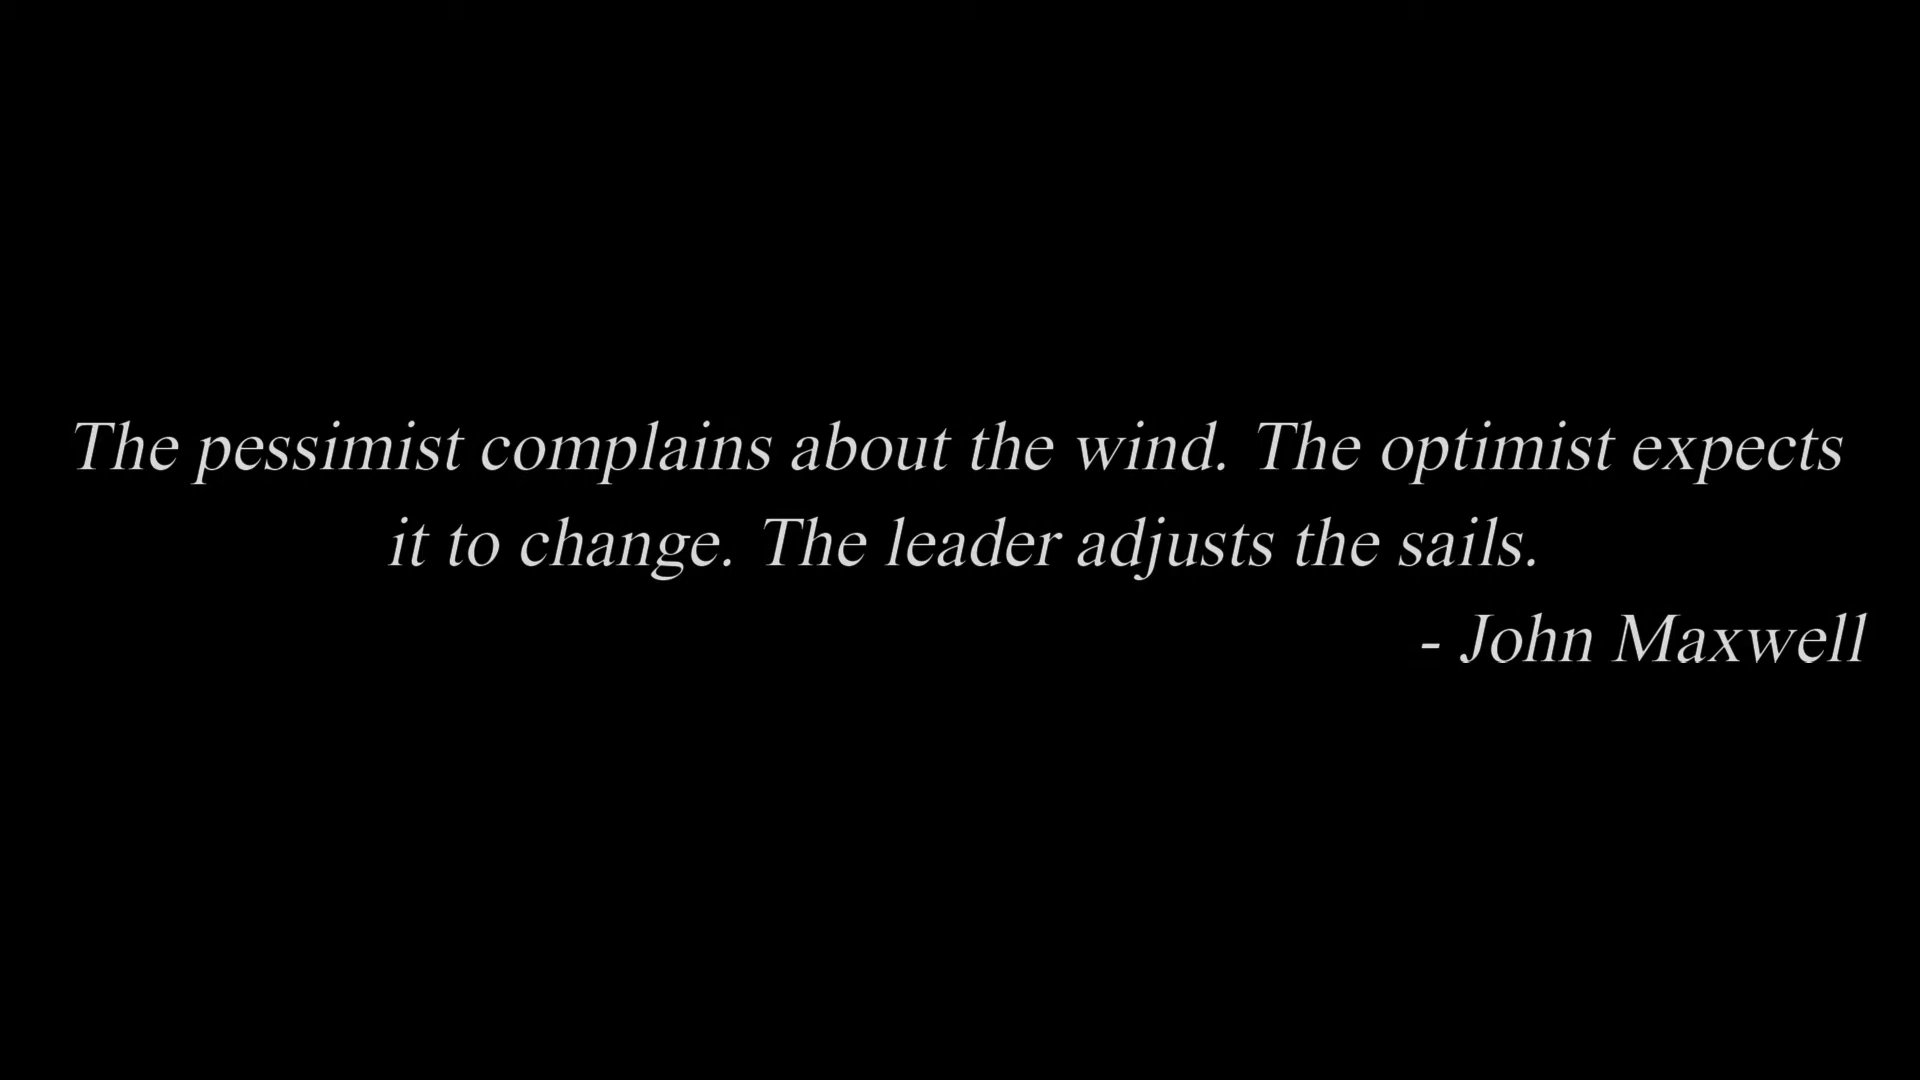 The pessimist complains about the wind. The optimist expects
it to change. The leader adjusts the sails.
- John Maxwell